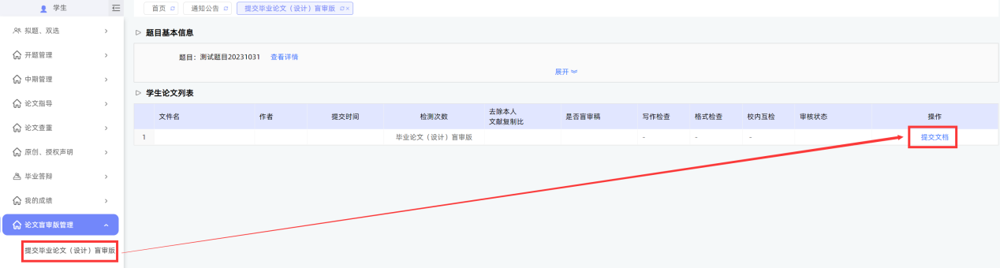 学生
首页 通知公告 提交毕业论文（设计）盲审版 ×
拟题、双选
开题管理
中期管理
论文指导
论文查重
原创、授权声明
毕业答辩
我的成绩
论文盲审版管理
提交毕业论文（设计）盲审版
题目基本信息
题目：测试题目20231031 查看详情
展开
学生论文列表
文件名 作者 提交时间 检测次数 去除本人文献复制比 是否盲审稿 写作检查 格式检查 校内互检 审核状态 操作
1 毕业论文（设计）盲审版 - - - 提交文档